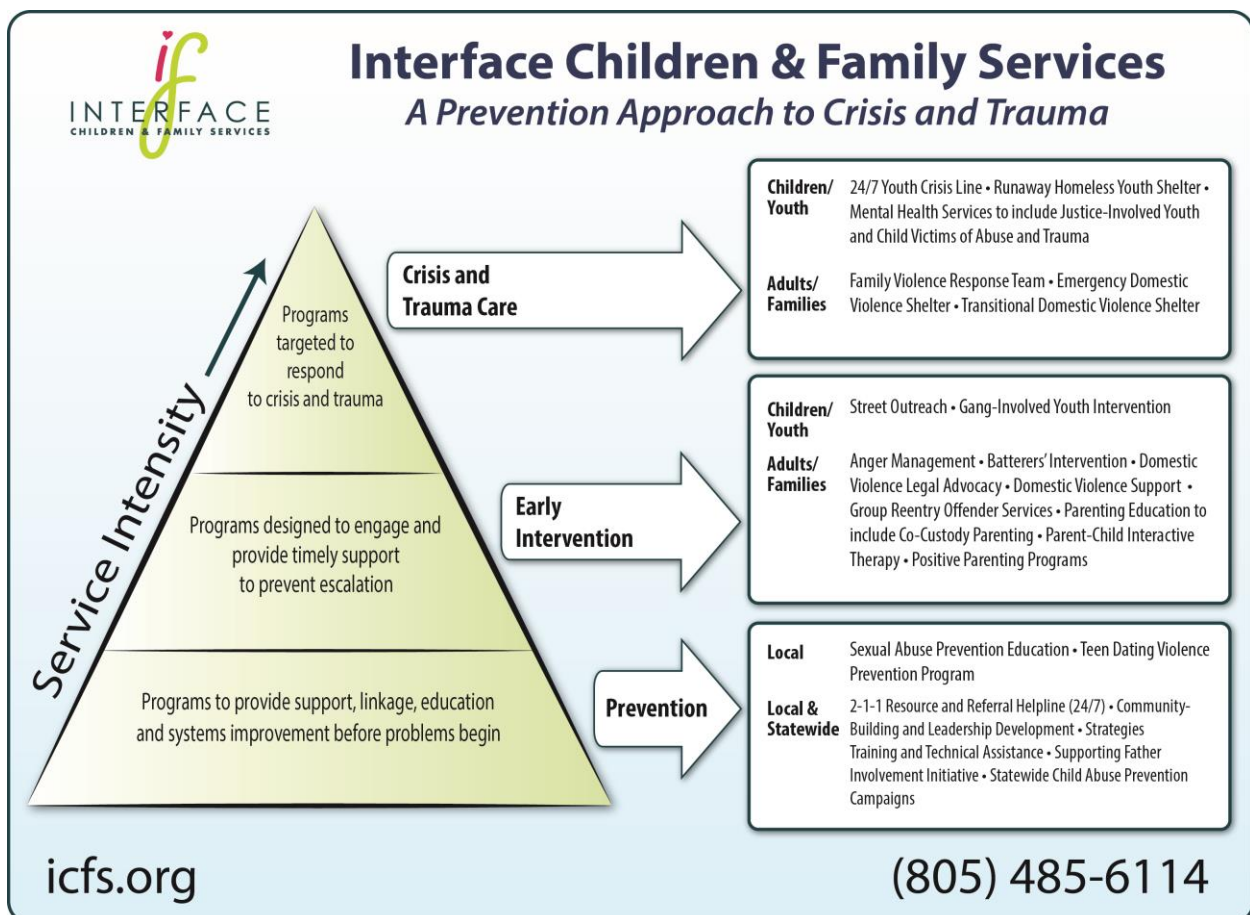 if
INTERFACE
CHILDREN & FAMILY SERVICES
Interface Children & Family Services
A Prevention Approach to Crisis and Trauma
Service Intensity
Programs
targeted to
respond
to crisis and trauma
Crisis and
Trauma Care
Children/
Youth
24/7 Youth Crisis Line • Runaway Homeless Youth Shelter •
Mental Health Services to include Justice-Involved Youth
and Child Victims of Abuse and Trauma
Adults/
Families
Family Violence Response Team • Emergency Domestic
Violence Shelter • Transitional Domestic Violence Shelter
Programs designed to engage and
provide timely support
to prevent escalation
Early
Intervention
Children/
Youth
Street Outreach • Gang-Involved Youth Intervention
Adults/
Families
Anger Management • Batterers' Intervention • Domestic
Violence Legal Advocacy • Domestic Violence Support •
Group Reentry Offender Services • Parenting Education to
include Co-Custody Parenting • Parent-Child Interactive
Therapy • Positive Parenting Programs
Programs to provide support, linkage, education
and systems improvement before problems begin
Prevention
Local
Sexual Abuse Prevention Education • Teen Dating Violence
Prevention Program
Local &
Statewide
2-1-1 Resource and Referral Helpline (24/7) • Community-
Building and Leadership Development • Strategies
Training and Technical Assistance • Supporting Father
Involvement Initiative • Statewide Child Abuse Prevention
Campaigns
icfs.org
(805) 485-6114